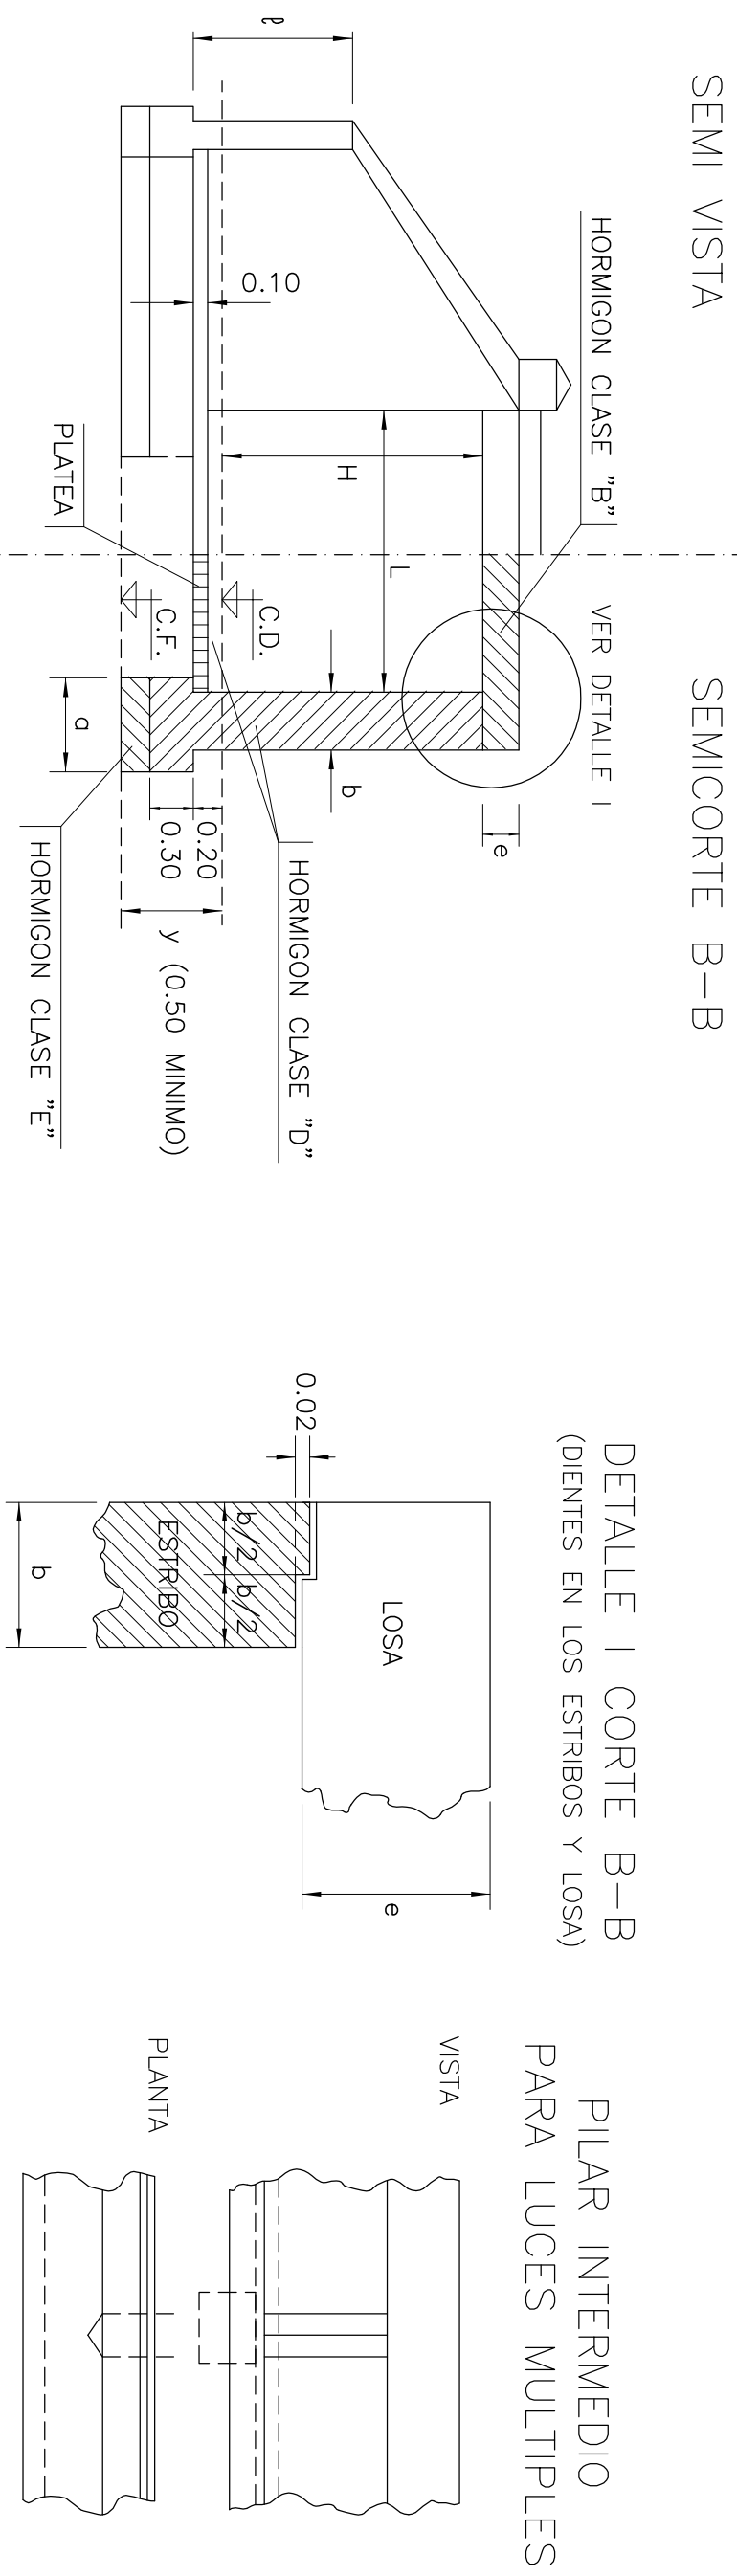 SEMI VISTA
SEMICORTE B-B
HORMIGON CLASE "B"
VER DETALLE I
e
ℓ
0.10
H
L
b
C.D.
C.F.
PLATEA
a
0.20
0.30
y (0.50 MINIMO)
HORMIGON CLASE "D"
HORMIGON CLASE "E"
DETALLE I CORTE B-B
(DIENTES EN LOS ESTRIBOS Y LOSA)
LOSA
e
0.02
b/2 b/2
ESTRIBO
b
PILAR INTERMEDIO
PARA LUCES MULTIPLES
VISTA
PLANTA